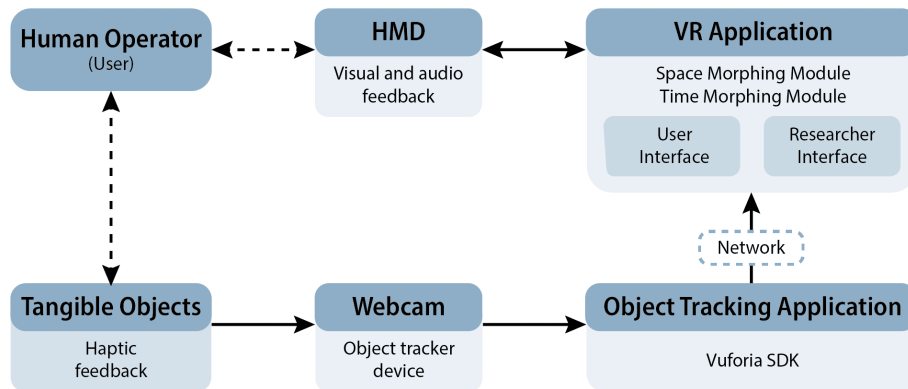 Human Operator
(User)
HMD
Visual and audio
feedback
VR Application
Space Morphing Module
Time Morphing Module
User
Interface
Researcher
Interface
Network
Tangible Objects
Haptic
feedback
Webcam
Object tracker
device
Object Tracking Application
Vuforia SDK